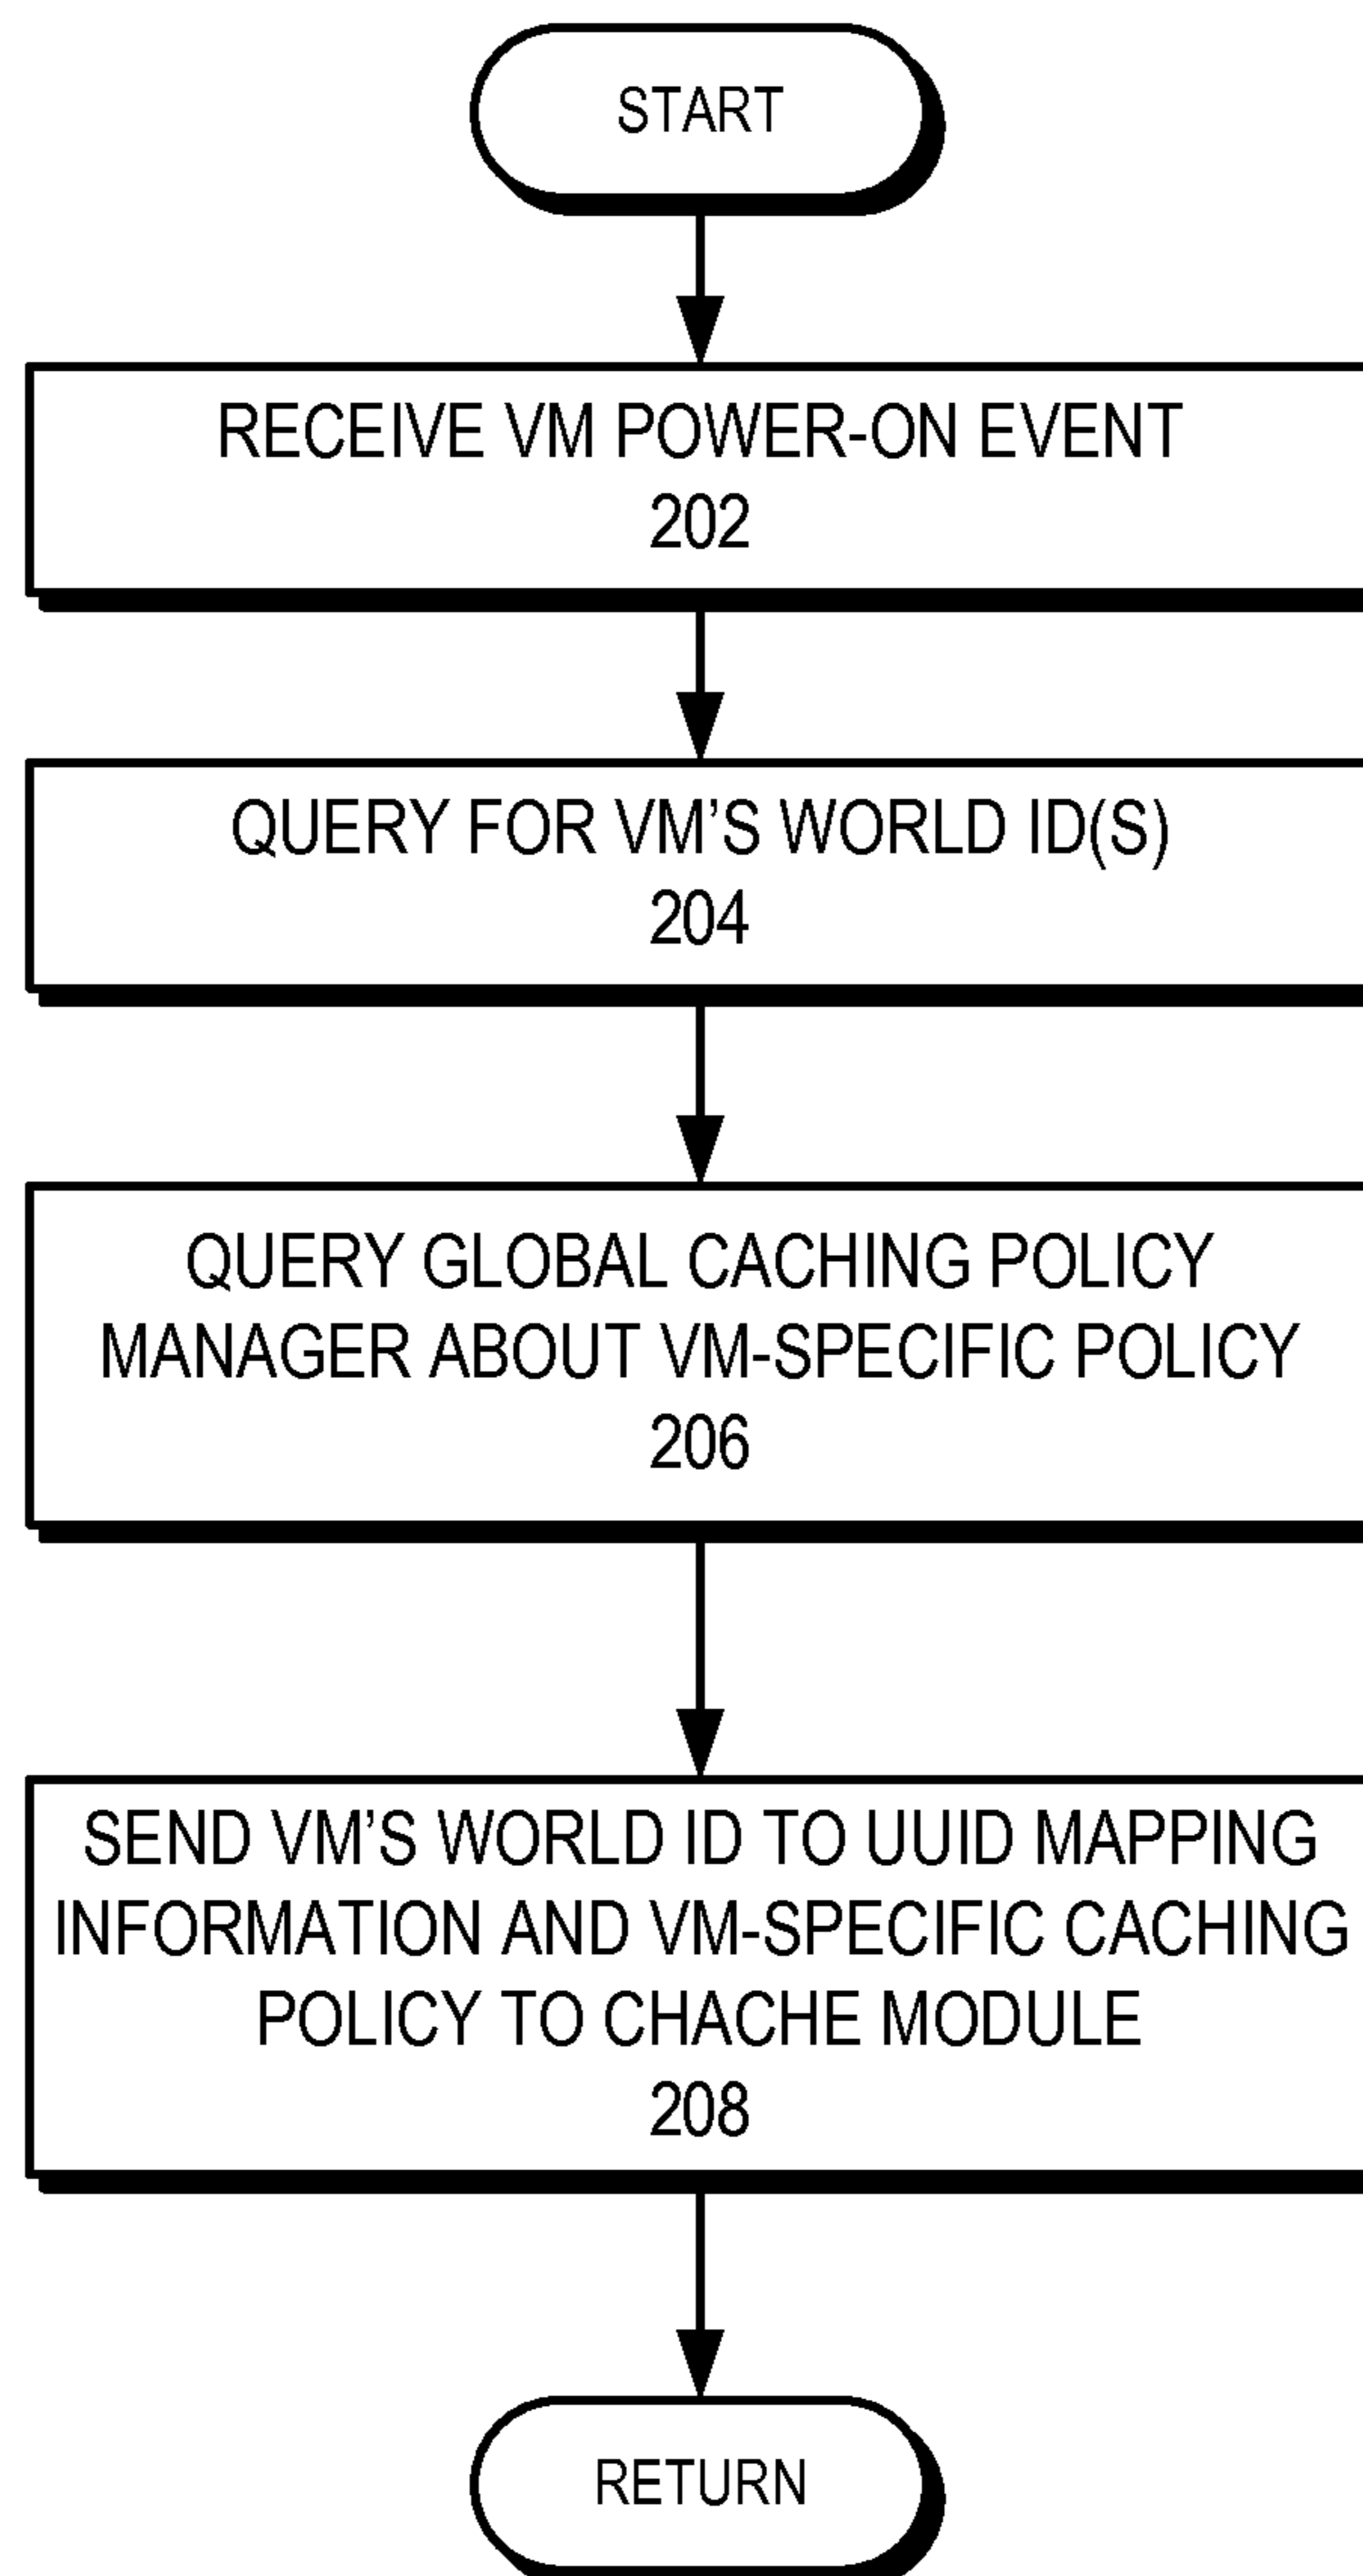 START
RECEIVE VM POWER-ON EVENT
202
QUERY FOR VM'S WORLD ID(S)
204
QUERY GLOBAL CACHING POLICY
MANAGER ABOUT VM-SPECIFIC POLICY
206
SEND VM'S WORLD ID TO UUID MAPPING
INFORMATION AND VM-SPECIFIC CACHING
POLICY TO CHACHE MODULE
208
RETURN